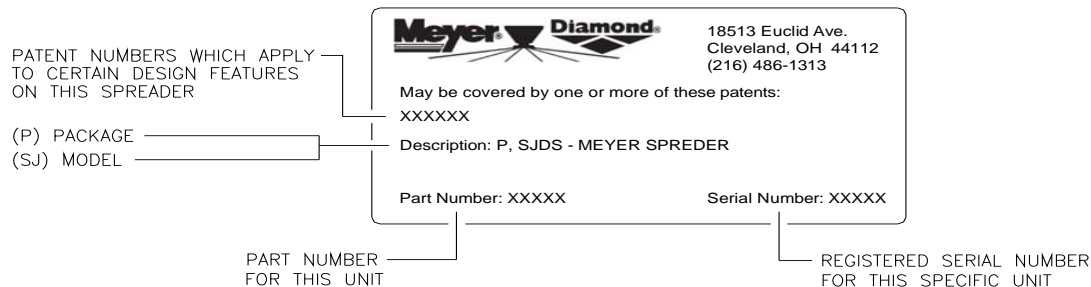 Meyer® Diamond®
18513 Euclid Ave.
Cleveland, OH 44112
(216) 486-1313
PATENT NUMBERS WHICH APPLY
TO CERTAIN DESIGN FEATURES
ON THIS SPREADER
May be covered by one or more of these patents:
XXXXXX
(P) PACKAGE
(SJ) MODEL
Description: P, SJDS - MEYER SPREDER
Part Number: XXXXX
Serial Number: XXXXX
PART NUMBER
FOR THIS UNIT
REGISTERED SERIAL NUMBER
FOR THIS SPECIFIC UNIT